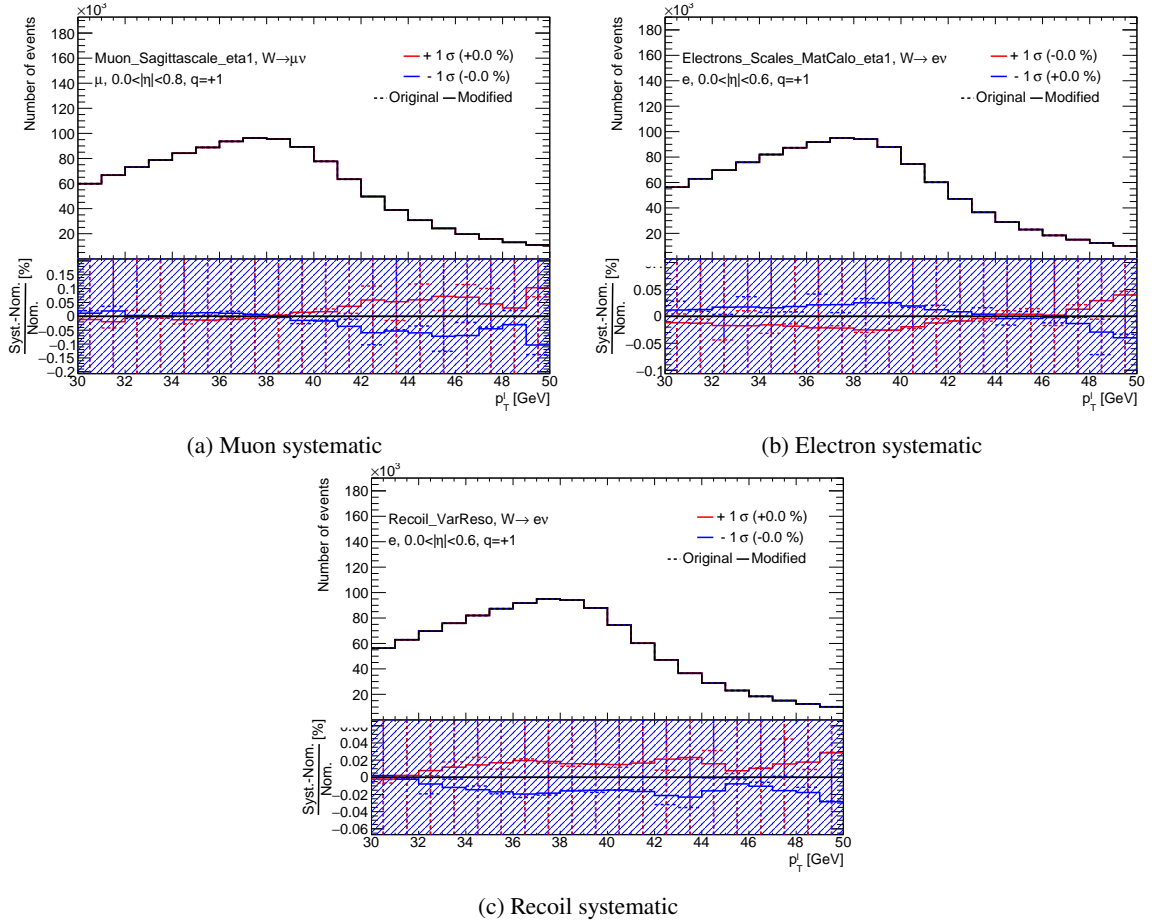 ×10³
Number of events
180
160
140
120
100
80
60
40
20
Muon_Sagittascale_eta1, W→μν
μ, 0.0<|η|<0.8, q=+1
+ 1 σ (+0.0 %)
- 1 σ (-0.0 %)
Original Modified
Syst.-Nom.
Nom.
[%]
0.15
0.1
0.05
0
−0.05
−0.1
−0.15
−0.2
30 32 34 36 38 40 42 44 46 48 50
p_T^l [GeV]
(a) Muon systematic
×10³
Number of events
180
160
140
120
100
80
60
40
20
Electrons_Scales_MatCalo_eta1, W→ eν
e, 0.0<|η|<0.6, q=+1
+ 1 σ (-0.0 %)
- 1 σ (+0.0 %)
Original Modified
Syst.-Nom.
Nom.
[%]
0.05
0
−0.05
−0.1
30 32 34 36 38 40 42 44 46 48 50
p_T^l [GeV]
(b) Electron systematic
×10³
Number of events
180
160
140
120
100
80
60
40
20
Recoil_VarReso, W→ eν
e, 0.0<|η|<0.6, q=+1
+ 1 σ (+0.0 %)
- 1 σ (-0.0 %)
Original Modified
Syst.-Nom.
Nom.
[%]
0.04
0.02
0
−0.02
−0.04
−0.06
30 32 34 36 38 40 42 44 46 48 50
p_T^l [GeV]
(c) Recoil systematic